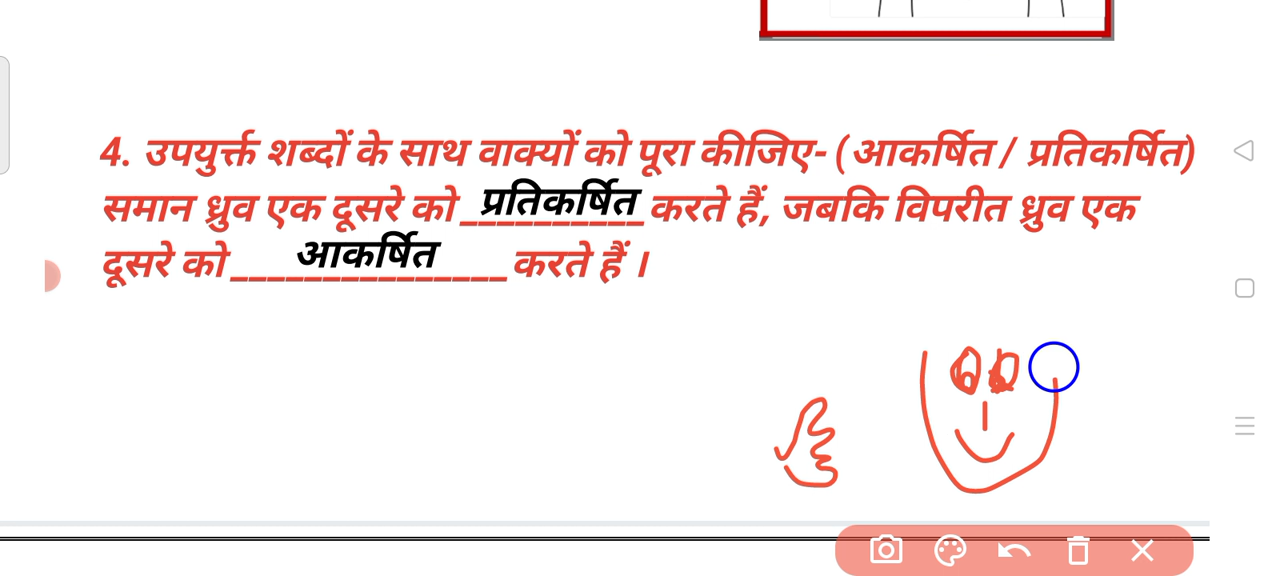 4. उपयुर्क्त शब्दों के साथ वाक्यों को पूरा कीजिए- ( आकर्षित / प्रतिकर्षित)
समान ध्रुव एक दूसरे को प्रतिकर्षित करते हैं, जबकि विपरीत ध्रुव एक
दूसरे को आकर्षित करते हैं ।